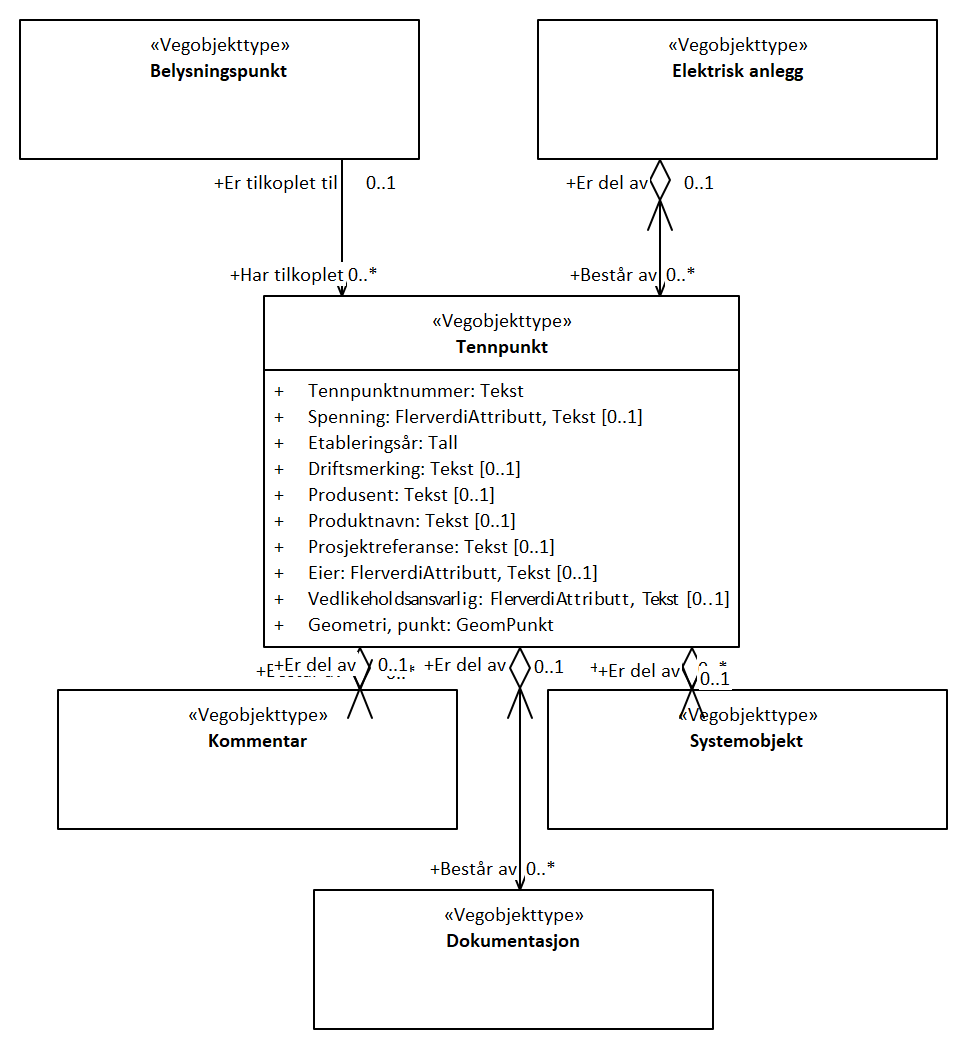 «Vegobjekttype»
Belysningspunkt
«Vegobjekttype»
Elektrisk anlegg
+Er tilkoplet til
0..1
+Er del av
0..1
+Har tilkoplet
0..*
+Består av
0..*
«Vegobjekttype»
Tennpunkt
+ Tennpunktnummer: Tekst
+ Spenning: FlerverdiAttributt, Tekst [0..1]
+ Etableringsår: Tall
+ Driftsmerking: Tekst [0..1]
+ Produsent: Tekst [0..1]
+ Produktnavn: Tekst [0..1]
+ Prosjektreferanse: Tekst [0..1]
+ Eier: FlerverdiAttributt, Tekst [0..1]
+ Vedlikeholdsansvarlig: FlerverdiAttributt, Tekst [0..1]
+ Geometri, punkt: GeomPunkt
+Er del av
0..1
+Er del av
0..1
+Er del av
0..1
«Vegobjekttype»
Kommentar
«Vegobjekttype»
Systemobjekt
+Består av
0..*
«Vegobjekttype»
Dokumentasjon